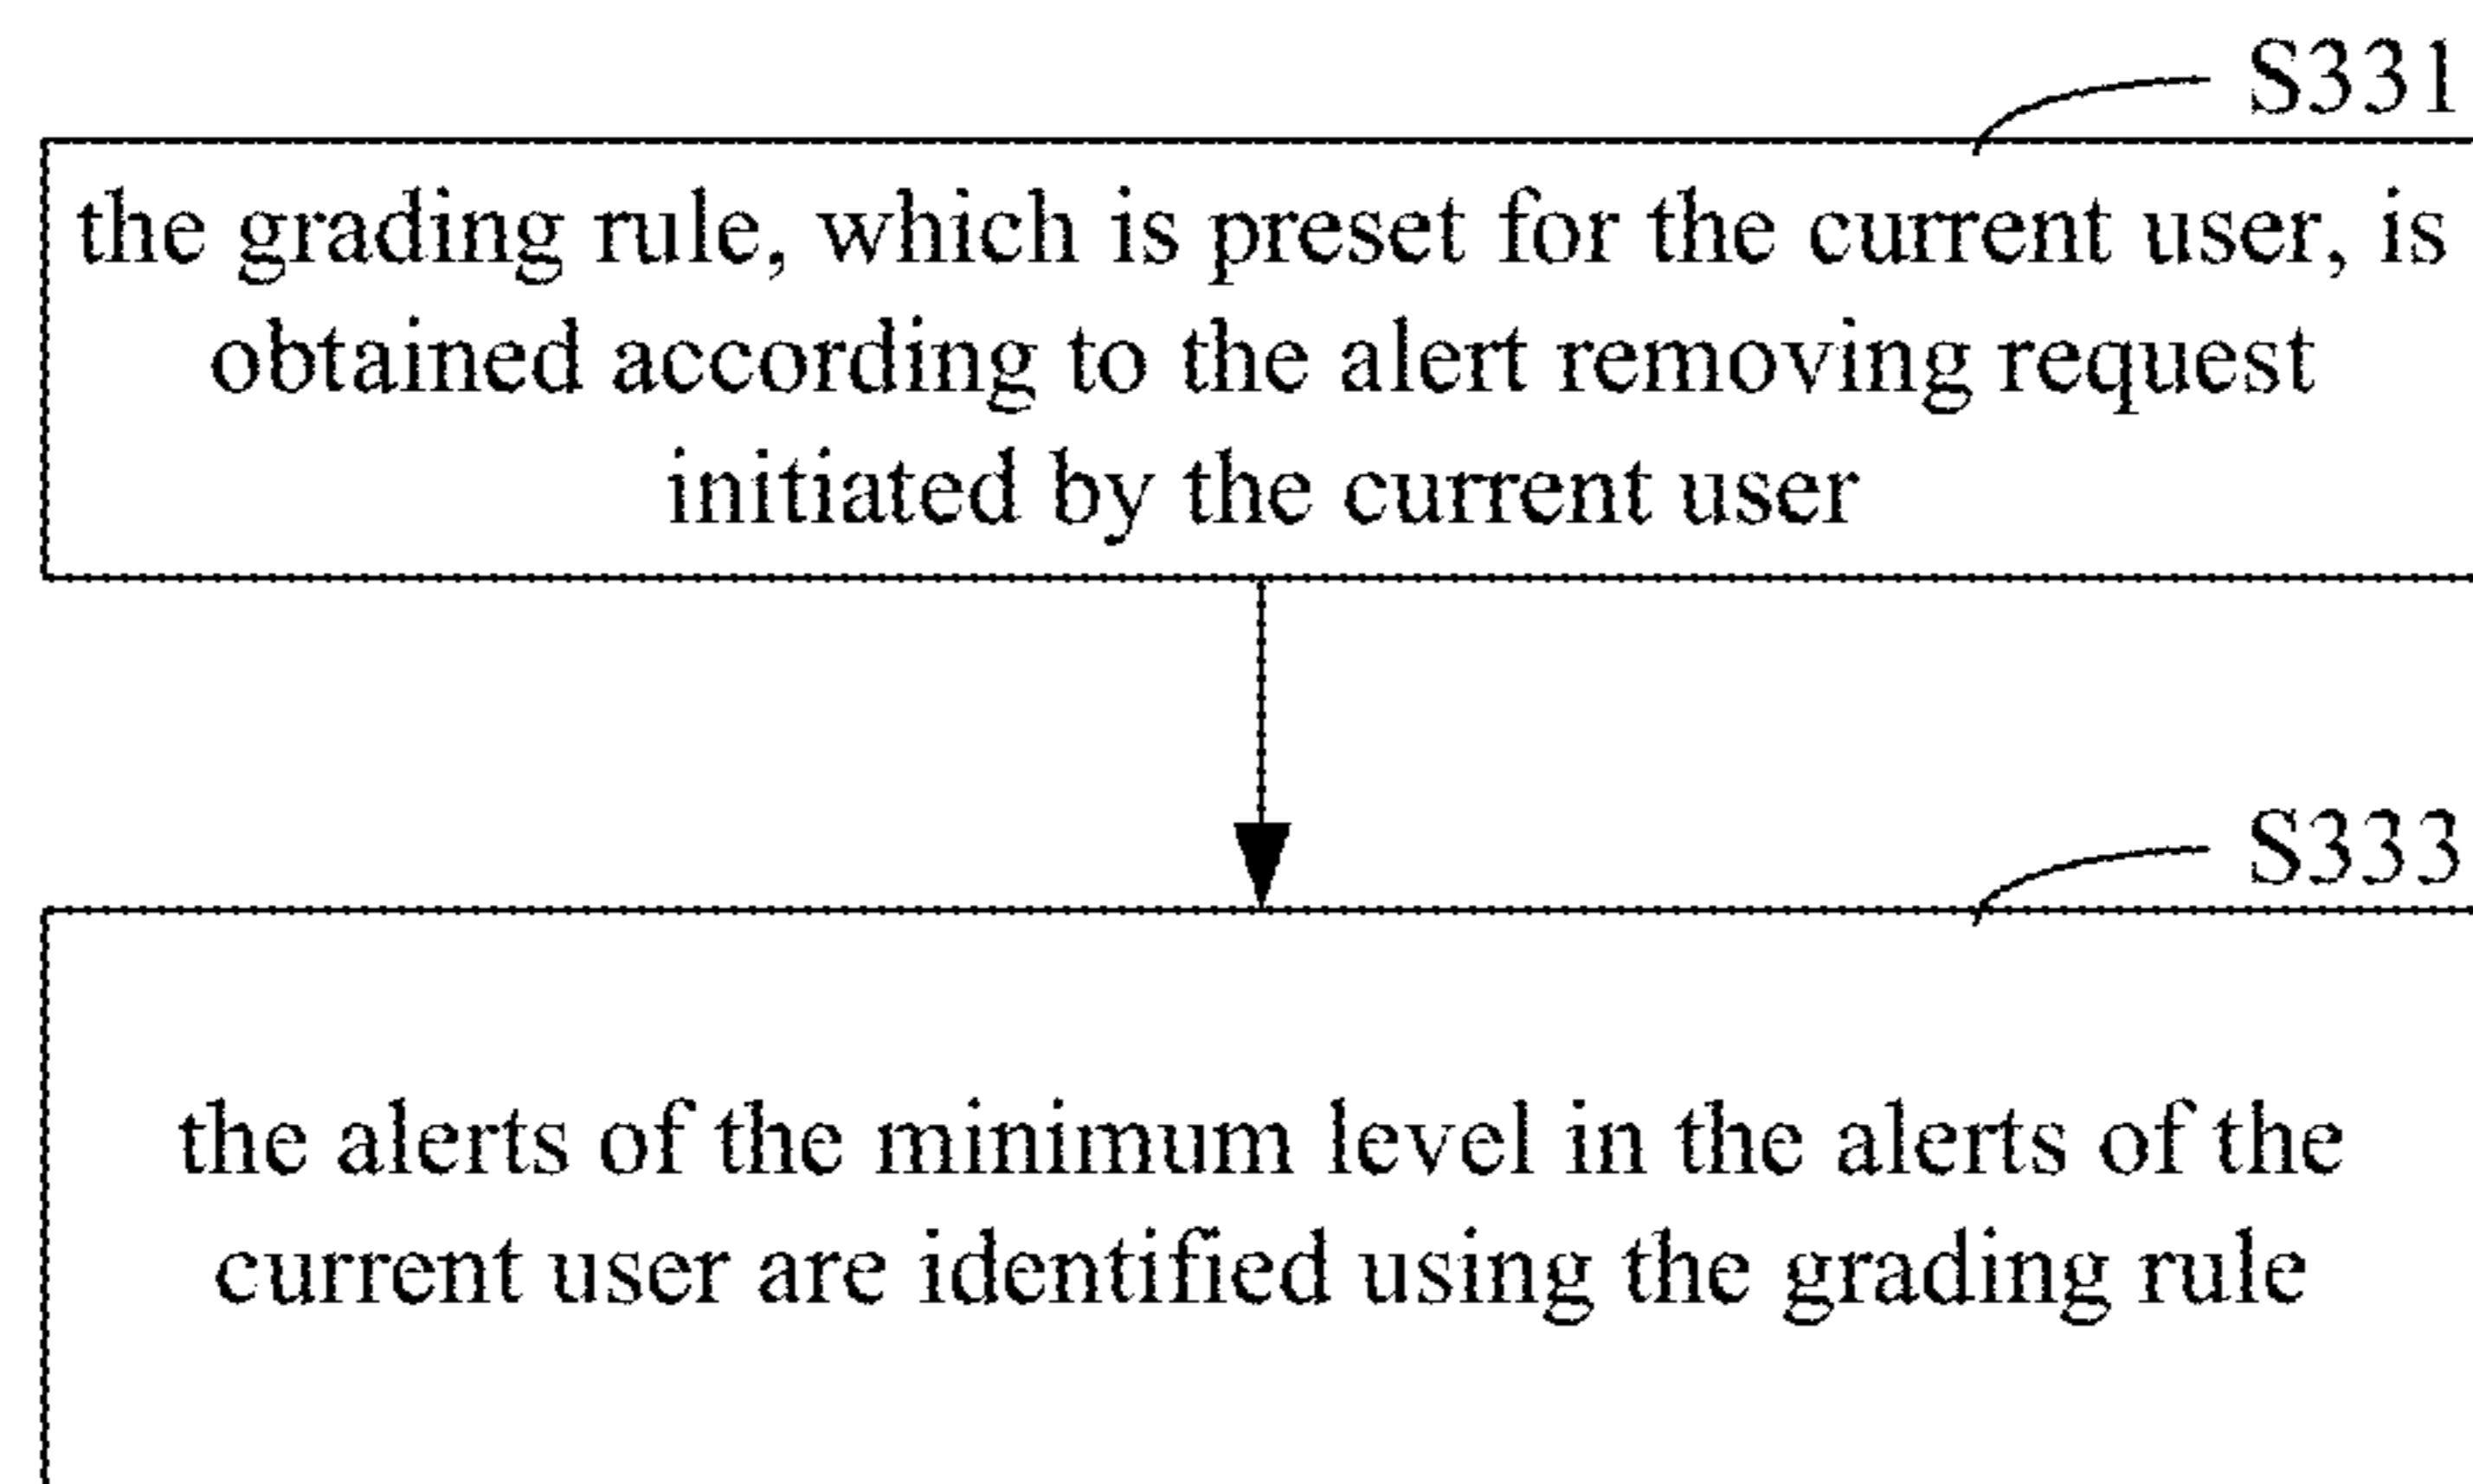 S331
the grading rule, which is preset for the current user, is
obtained according to the alert removing request
initiated by the current user
S333
the alerts of the minimum level in the alerts of the
current user are identified using the grading rule